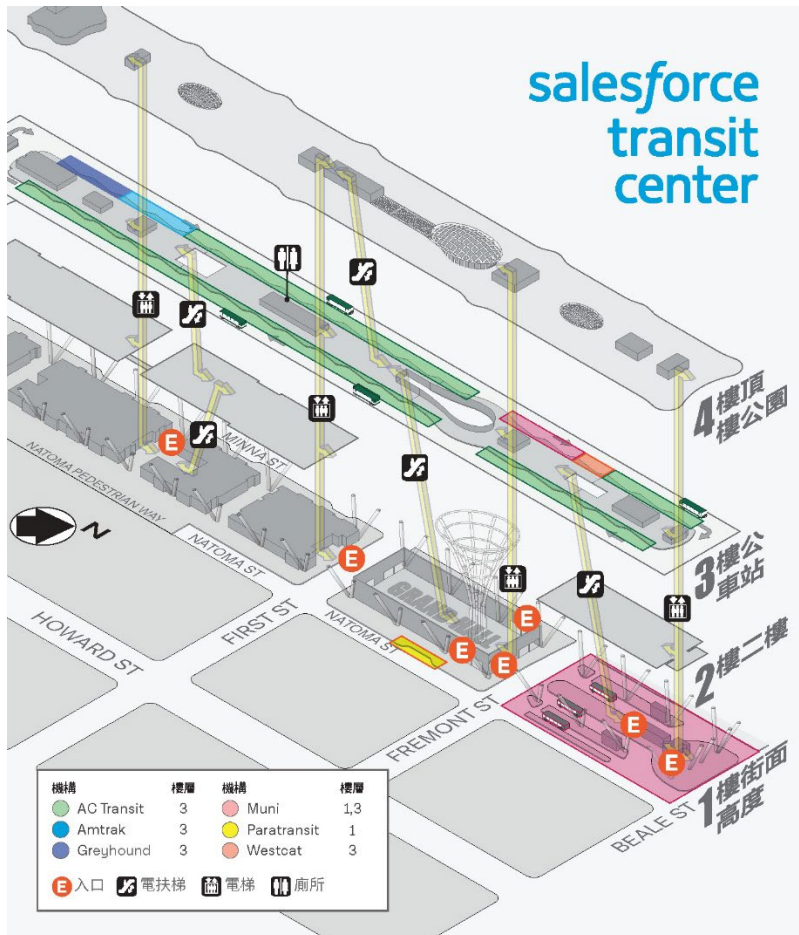 salesforce
transit
center
4樓頂
樓公園
3樓公
車站
2樓二樓
1樓街面
高度
MINNA ST
NATOMA PEDESTRIAN WAY
NATOMA ST
N
HOWARD ST
FIRST ST
GRAND HALL
NATOMA ST
FREMONT ST
BEALE ST
E
E
E
E
E
E
E
機構 樓層 機構 樓層
AC Transit 3 Muni 1,3
Amtrak 3 Paratransit 1
Greyhound 3 Westcat 3
E 入口 電扶梯 電梯 廁所